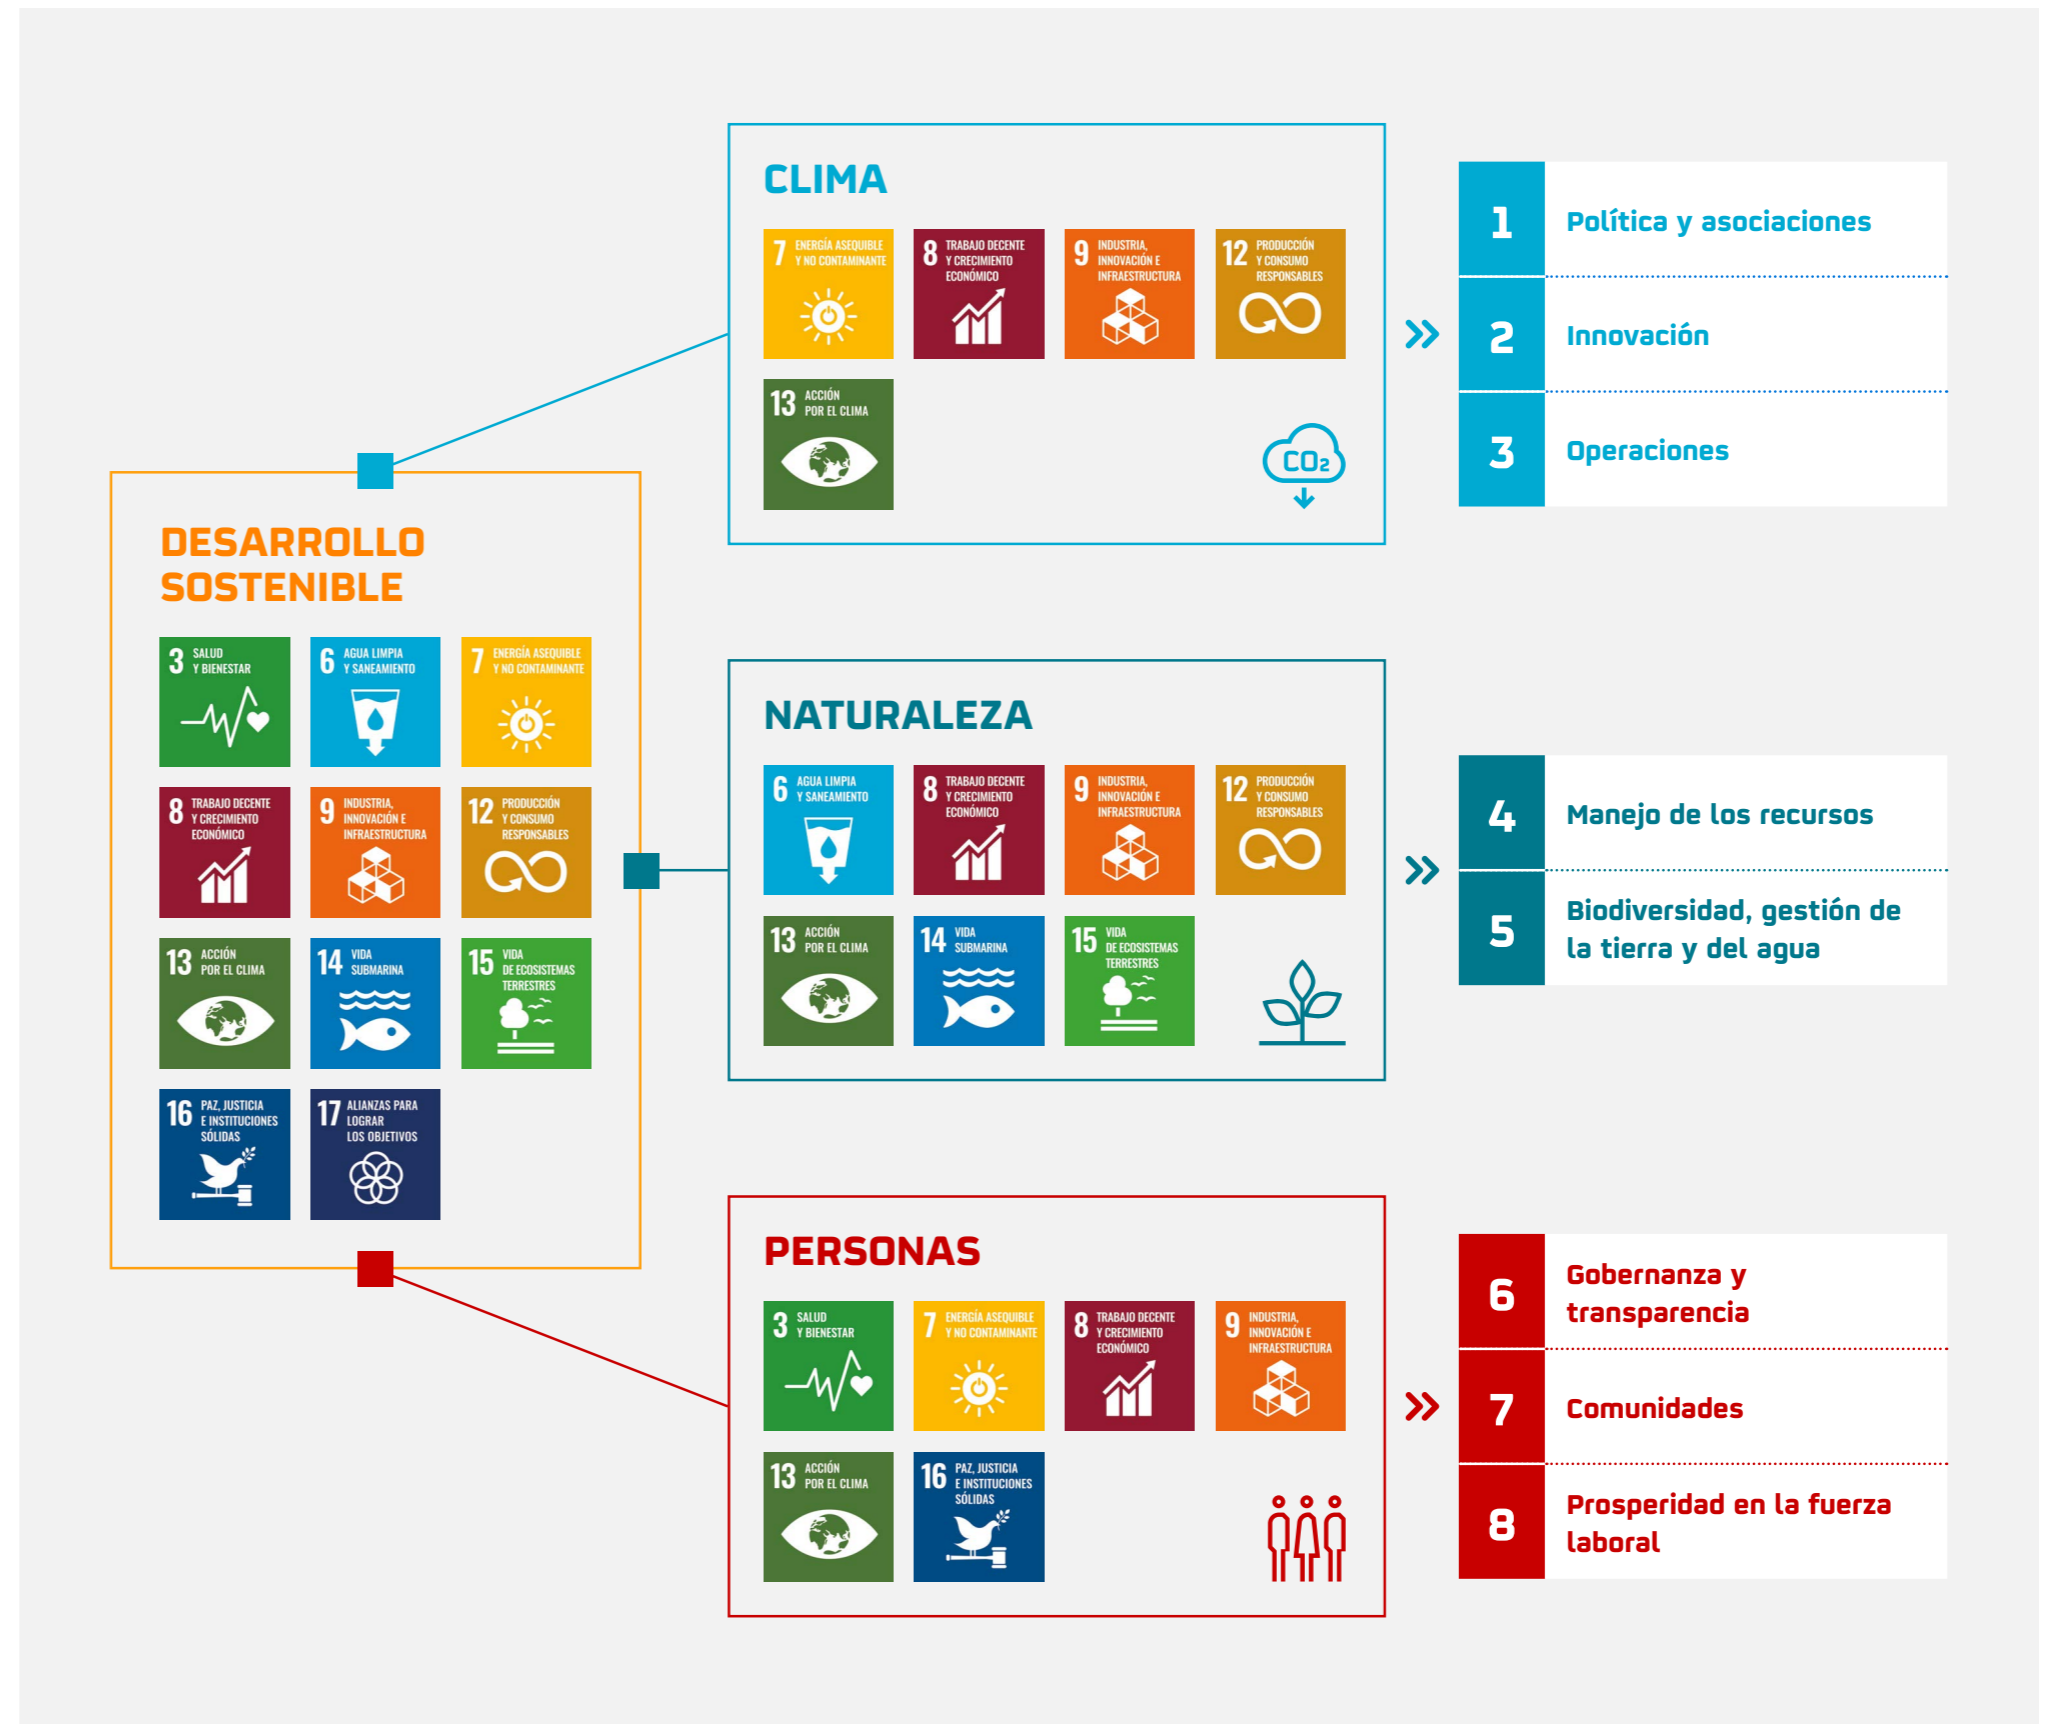 DESARROLLO
SOSTENIBLE
3 SALUD
Y BIENESTAR
6 AGUA LIMPIA
Y SANEAMIENTO
7 ENERGÍA ASEQUIBLE
Y NO CONTAMINANTE
8 TRABAJO DECENTE
Y CRECIMIENTO
ECONÓMICO
9 INDUSTRIA,
INNOVACIÓN E
INFRAESTRUCTURA
12 PRODUCCIÓN
Y CONSUMO
RESPONSABLES
13 ACCIÓN
POR EL CLIMA
14 VIDA
SUBMARINA
15 VIDA
DE ECOSISTEMAS
TERRESTRES
16 PAZ, JUSTICIA
E INSTITUCIONES
SÓLIDAS
17 ALIANZAS PARA
LOGRAR
LOS OBJETIVOS
CLIMA
7 ENERGÍA ASEQUIBLE
Y NO CONTAMINANTE
8 TRABAJO DECENTE
Y CRECIMIENTO
ECONÓMICO
9 INDUSTRIA,
INNOVACIÓN E
INFRAESTRUCTURA
12 PRODUCCIÓN
Y CONSUMO
RESPONSABLES
13 ACCIÓN
POR EL CLIMA
CO₂
1 Política y asociaciones
2 Innovación
3 Operaciones
NATURALEZA
6 AGUA LIMPIA
Y SANEAMIENTO
8 TRABAJO DECENTE
Y CRECIMIENTO
ECONÓMICO
9 INDUSTRIA,
INNOVACIÓN E
INFRAESTRUCTURA
12 PRODUCCIÓN
Y CONSUMO
RESPONSABLES
13 ACCIÓN
POR EL CLIMA
14 VIDA
SUBMARINA
15 VIDA
DE ECOSISTEMAS
TERRESTRES
4 Manejo de los recursos
5 Biodiversidad, gestión de
la tierra y del agua
PERSONAS
3 SALUD
Y BIENESTAR
7 ENERGÍA ASEQUIBLE
Y NO CONTAMINANTE
8 TRABAJO DECENTE
Y CRECIMIENTO
ECONÓMICO
9 INDUSTRIA,
INNOVACIÓN E
INFRAESTRUCTURA
13 ACCIÓN
POR EL CLIMA
16 PAZ, JUSTICIA
E INSTITUCIONES
SÓLIDAS
6 Gobernanza y
transparencia
7 Comunidades
8 Prosperidad en la fuerza
laboral